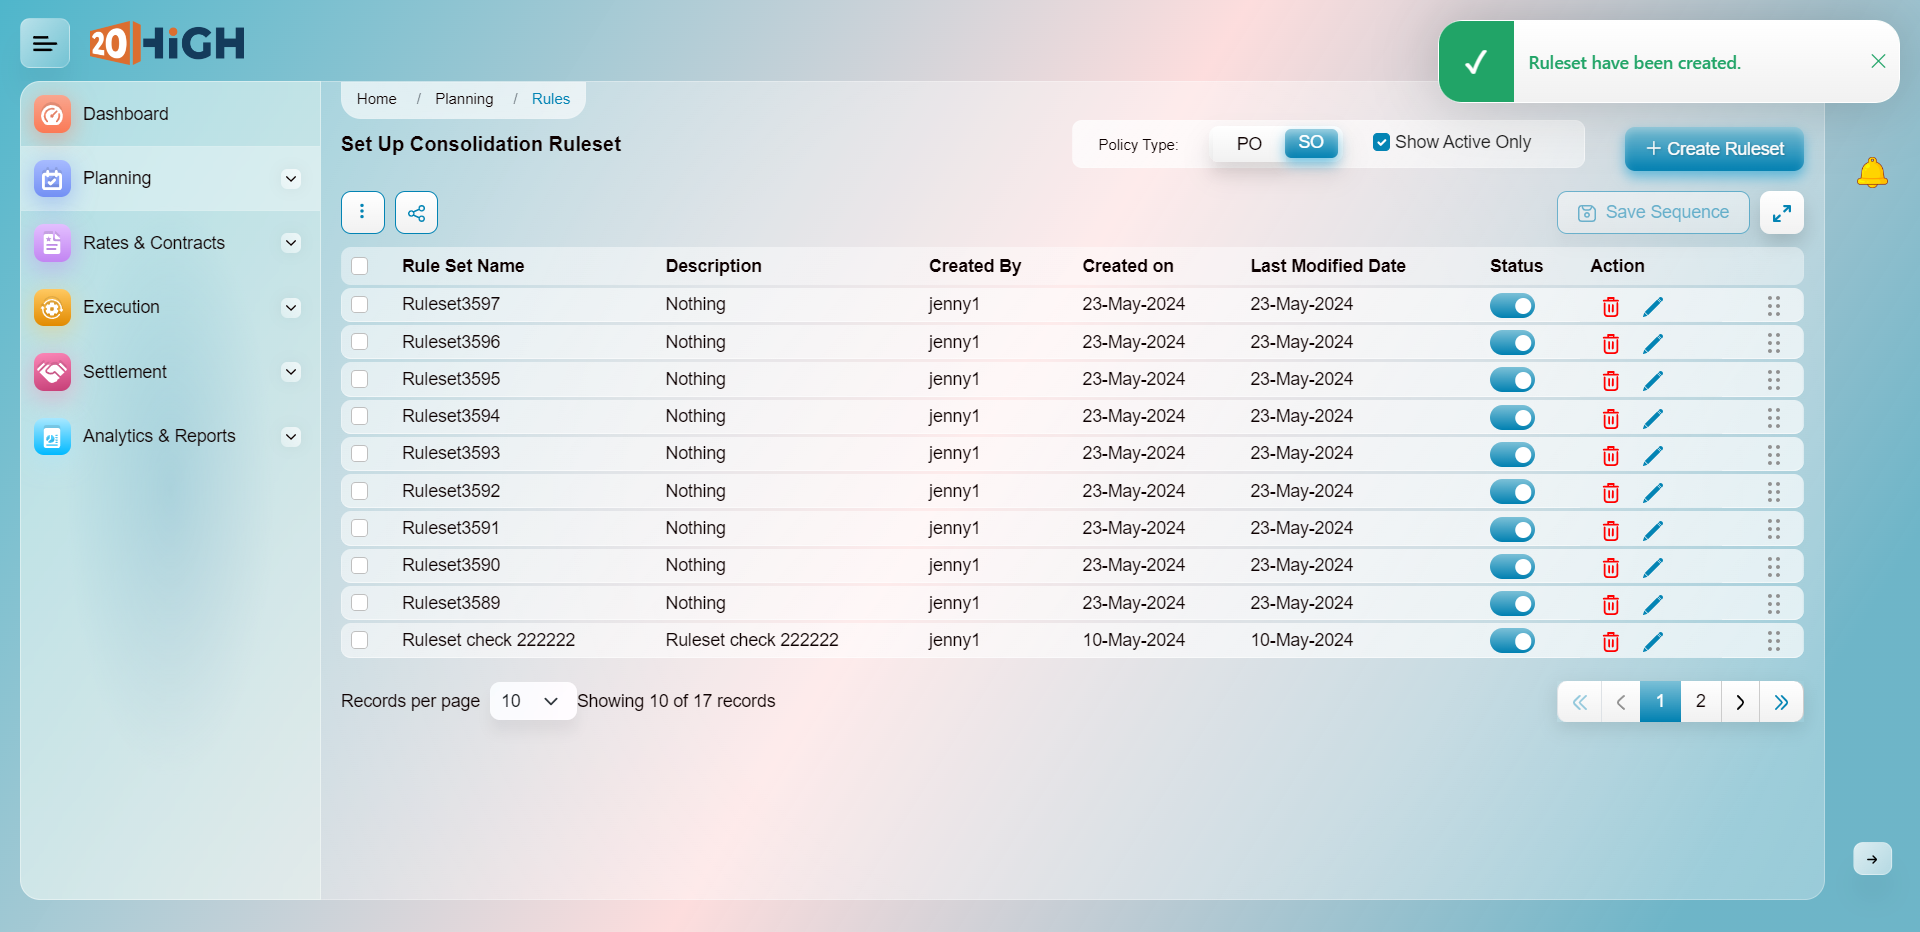 20 HiGH
Ruleset have been created.
Dashboard
Planning
Rates & Contracts
Execution
Settlement
Analytics & Reports
Home / Planning / Rules
Set Up Consolidation Ruleset
Policy Type: PO SO Show Active Only
+ Create Ruleset
Save Sequence
Rule Set Name Description Created By Created on Last Modified Date Status Action
Ruleset3597 Nothing jenny1 23-May-2024 23-May-2024
Ruleset3596 Nothing jenny1 23-May-2024 23-May-2024
Ruleset3595 Nothing jenny1 23-May-2024 23-May-2024
Ruleset3594 Nothing jenny1 23-May-2024 23-May-2024
Ruleset3593 Nothing jenny1 23-May-2024 23-May-2024
Ruleset3592 Nothing jenny1 23-May-2024 23-May-2024
Ruleset3591 Nothing jenny1 23-May-2024 23-May-2024
Ruleset3590 Nothing jenny1 23-May-2024 23-May-2024
Ruleset3589 Nothing jenny1 23-May-2024 23-May-2024
Ruleset check 222222 Ruleset check 222222 jenny1 10-May-2024 10-May-2024
Records per page 10 Showing 10 of 17 records
1 2